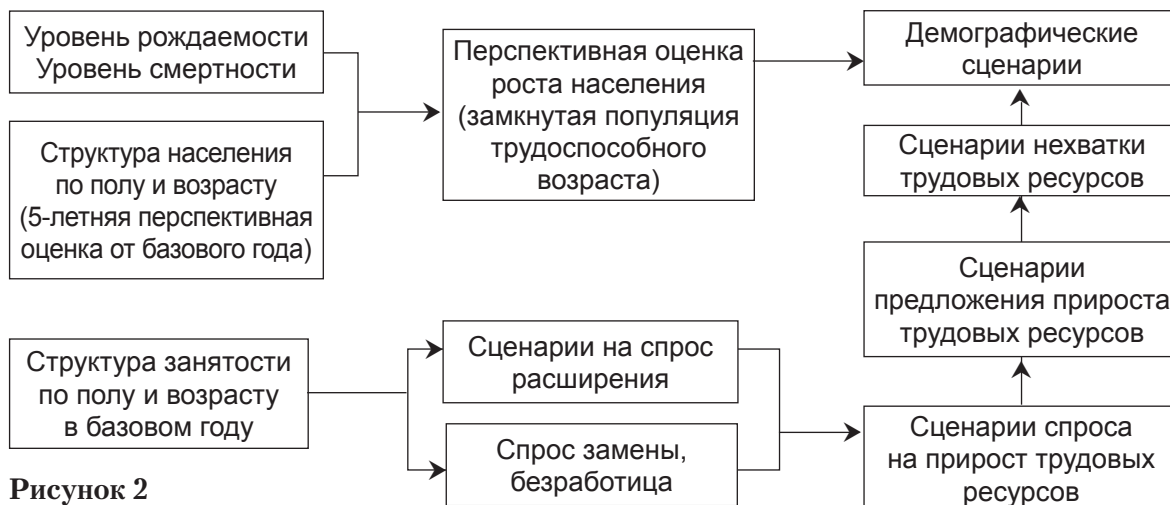 Уровень рождаемости
Уровень смертности
Структура населения
по полу и возрасту
(5-летняя перспективная
оценка от базового года)
Перспективная оценка
роста населения
(замкнутая популяция
трудоспособного
возраста)
Демографические
сценарии
Сценарии нехватки
трудовых ресурсов
Сценарии
предложения прироста
трудовых ресурсов
Структура занятости
по полу и возрасту
в базовом году
Сценарии на спрос
расширения
Спрос замены,
безработица
Сценарии спроса
на прирост трудовых
ресурсов
Рисунок 2